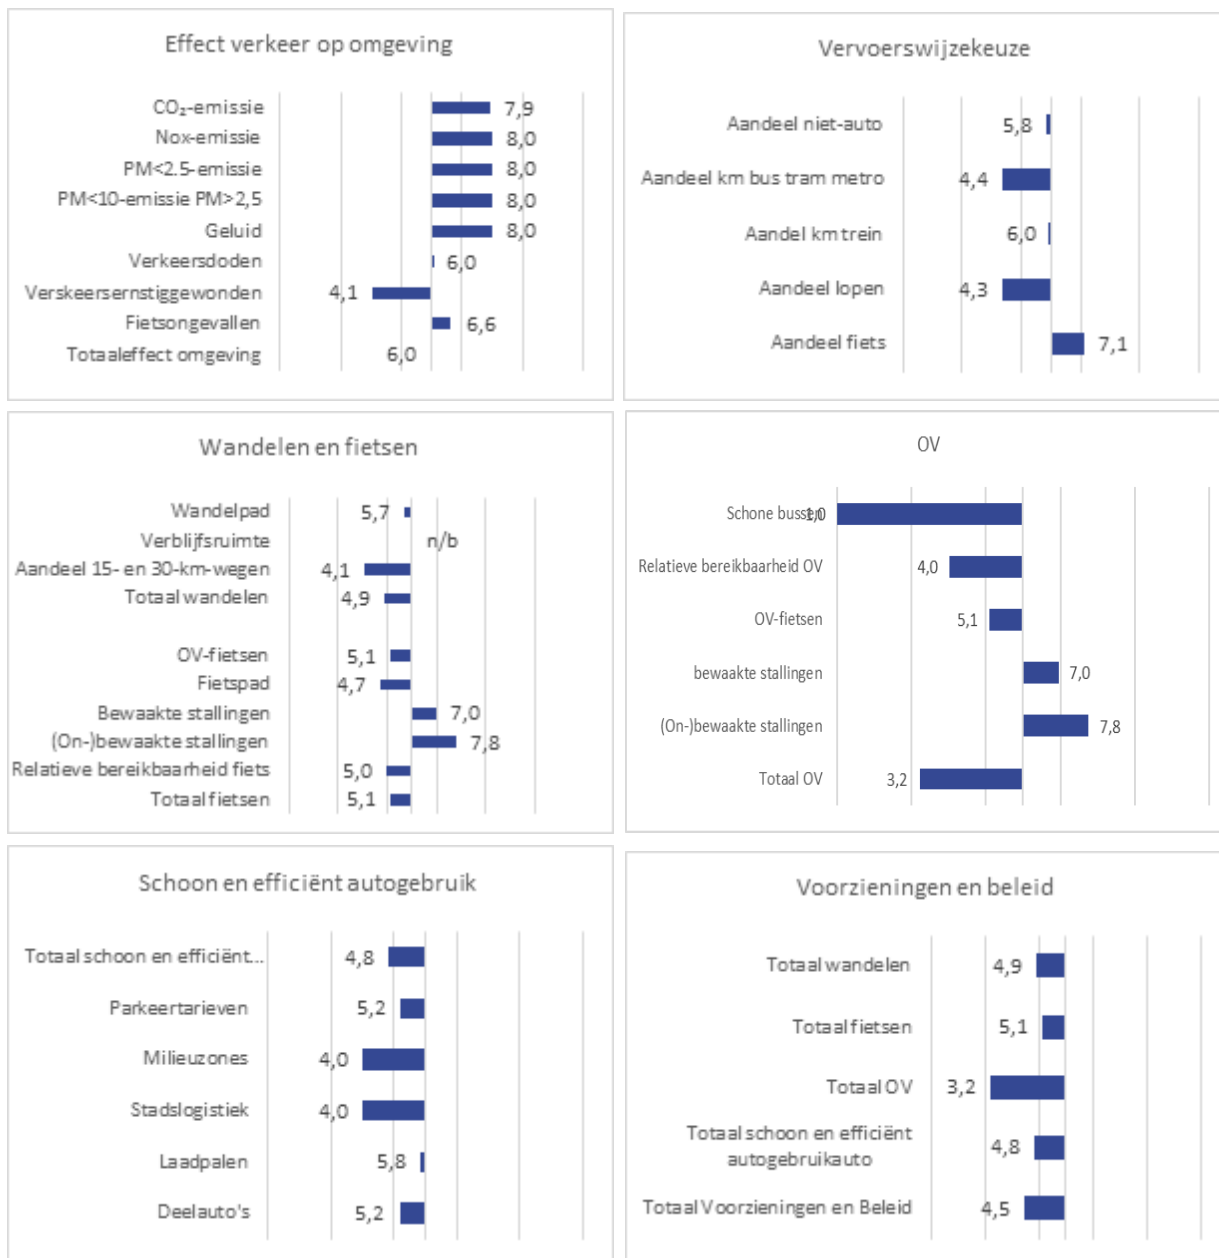 Effect verkeer op omgeving
CO₂-emissie 7,9
Nox-emissie 8,0
PM<2.5-emissie 8,0
PM<10-emissie PM>2,5 8,0
Geluid 8,0
Verkeersdoden 6,0
Verskeersernstiggewonden 4,1
Fietsongevallen 6,6
Totaaleffect omgeving 6,0
Vervoerswijzekeuze
Aandeel niet-auto 5,8
Aandeel km bus tram metro 4,4
Aandel km trein 6,0
Aandeel lopen 4,3
Aandeel fiets 7,1
Wandelen en fietsen
Wandelpad 5,7
Verblijfsruimte n/b
Aandeel 15- en 30-km-wegen 4,1
Totaal wandelen 4,9
OV-fietsen 5,1
Fietspad 4,7
Bewaakte stallingen 7,0
(On-)bewaakte stallingen 7,8
Relatieve bereikbaarheid fiets 5,0
Totaal fietsen 5,1
OV
Schone bussen 1,0
Relatieve bereikbaarheid OV 4,0
OV-fietsen 5,1
bewaakte stallingen 7,0
(On-)bewaakte stallingen 7,8
Totaal OV 3,2
Schoon en efficiënt autogebruik
Totaal schoon en efficiënt... 4,8
Parkeertarieven 5,2
Milieuzones 4,0
Stadslogistiek 4,0
Laadpalen 5,8
Deelauto's 5,2
Voorzieningen en beleid
Totaal wandelen 4,9
Totaal fietsen 5,1
Totaal OV 3,2
Totaal schoon en efficiënt
autogebruikauto 4,8
Totaal Voorzieningen en Beleid 4,5